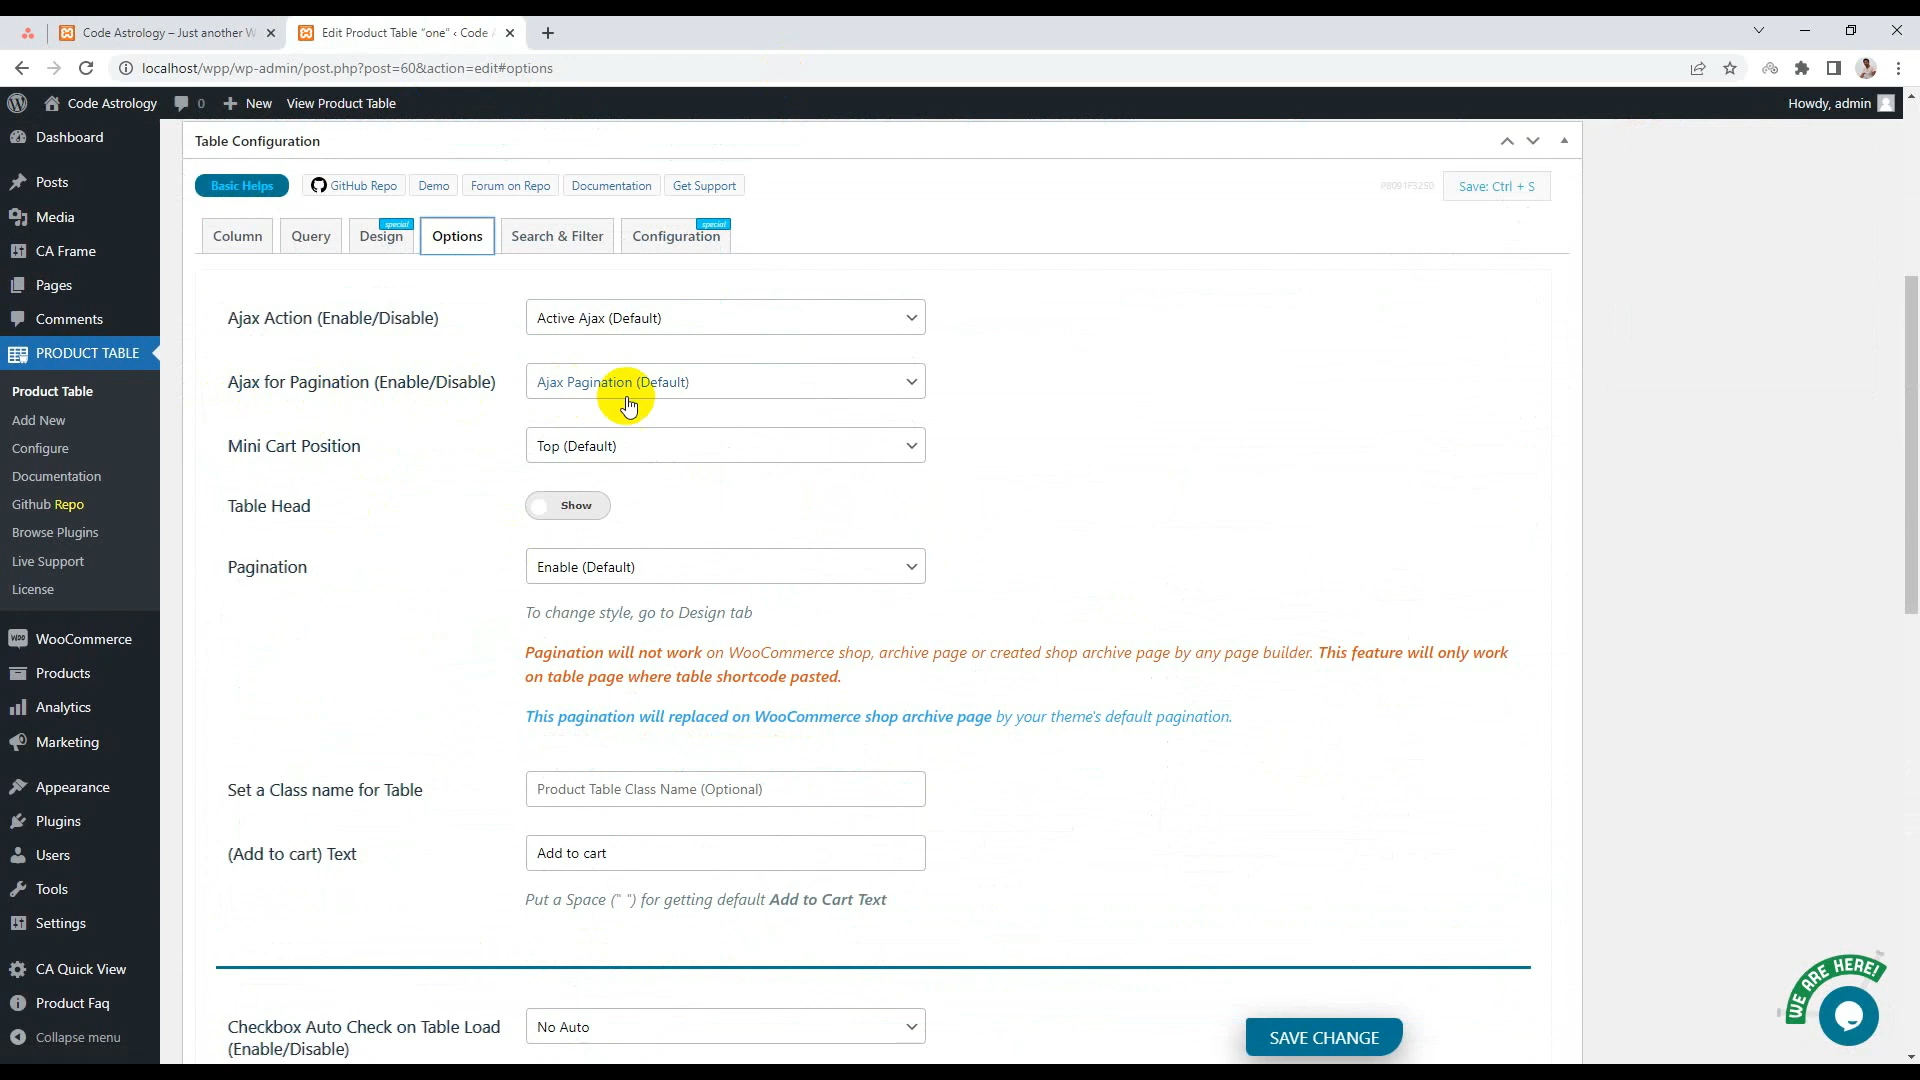 Code Astrology – Just another W
Edit Product Table "one" ‹ Code A
localhost/wpp/wp-admin/post.php?post=60&action=edit#options
Code Astrology
0
New
View Product Table
Howdy, admin
Dashboard
Posts
Media
CA Frame
Pages
Comments
PRODUCT TABLE
Product Table
Add New
Configure
Documentation
Github Repo
Browse Plugins
Live Support
License
WooCommerce
Products
Analytics
Marketing
Appearance
Plugins
Users
Tools
Settings
CA Quick View
Product Faq
Collapse menu
Table Configuration
Basic Helps
GitHub Repo
Demo
Forum on Repo
Documentation
Get Support
Save: Ctrl + S
Column
Query
special
Design
Options
Search & Filter
special
Configuration
Ajax Action (Enable/Disable)
Active Ajax (Default)
Ajax for Pagination (Enable/Disable)
Ajax Pagination (Default)
Mini Cart Position
Top (Default)
Table Head
Show
Pagination
Enable (Default)
To change style, go to Design tab
Pagination will not work on WooCommerce shop, archive page or created shop archive page by any page builder. This feature will only work
on table page where table shortcode pasted.
This pagination will replaced on WooCommerce shop archive page by your theme's default pagination.
Set a Class name for Table
Product Table Class Name (Optional)
(Add to cart) Text
Add to cart
Put a Space (" ") for getting default Add to Cart Text
Checkbox Auto Check on Table Load
(Enable/Disable)
No Auto
SAVE CHANGE
WE ARE HERE!